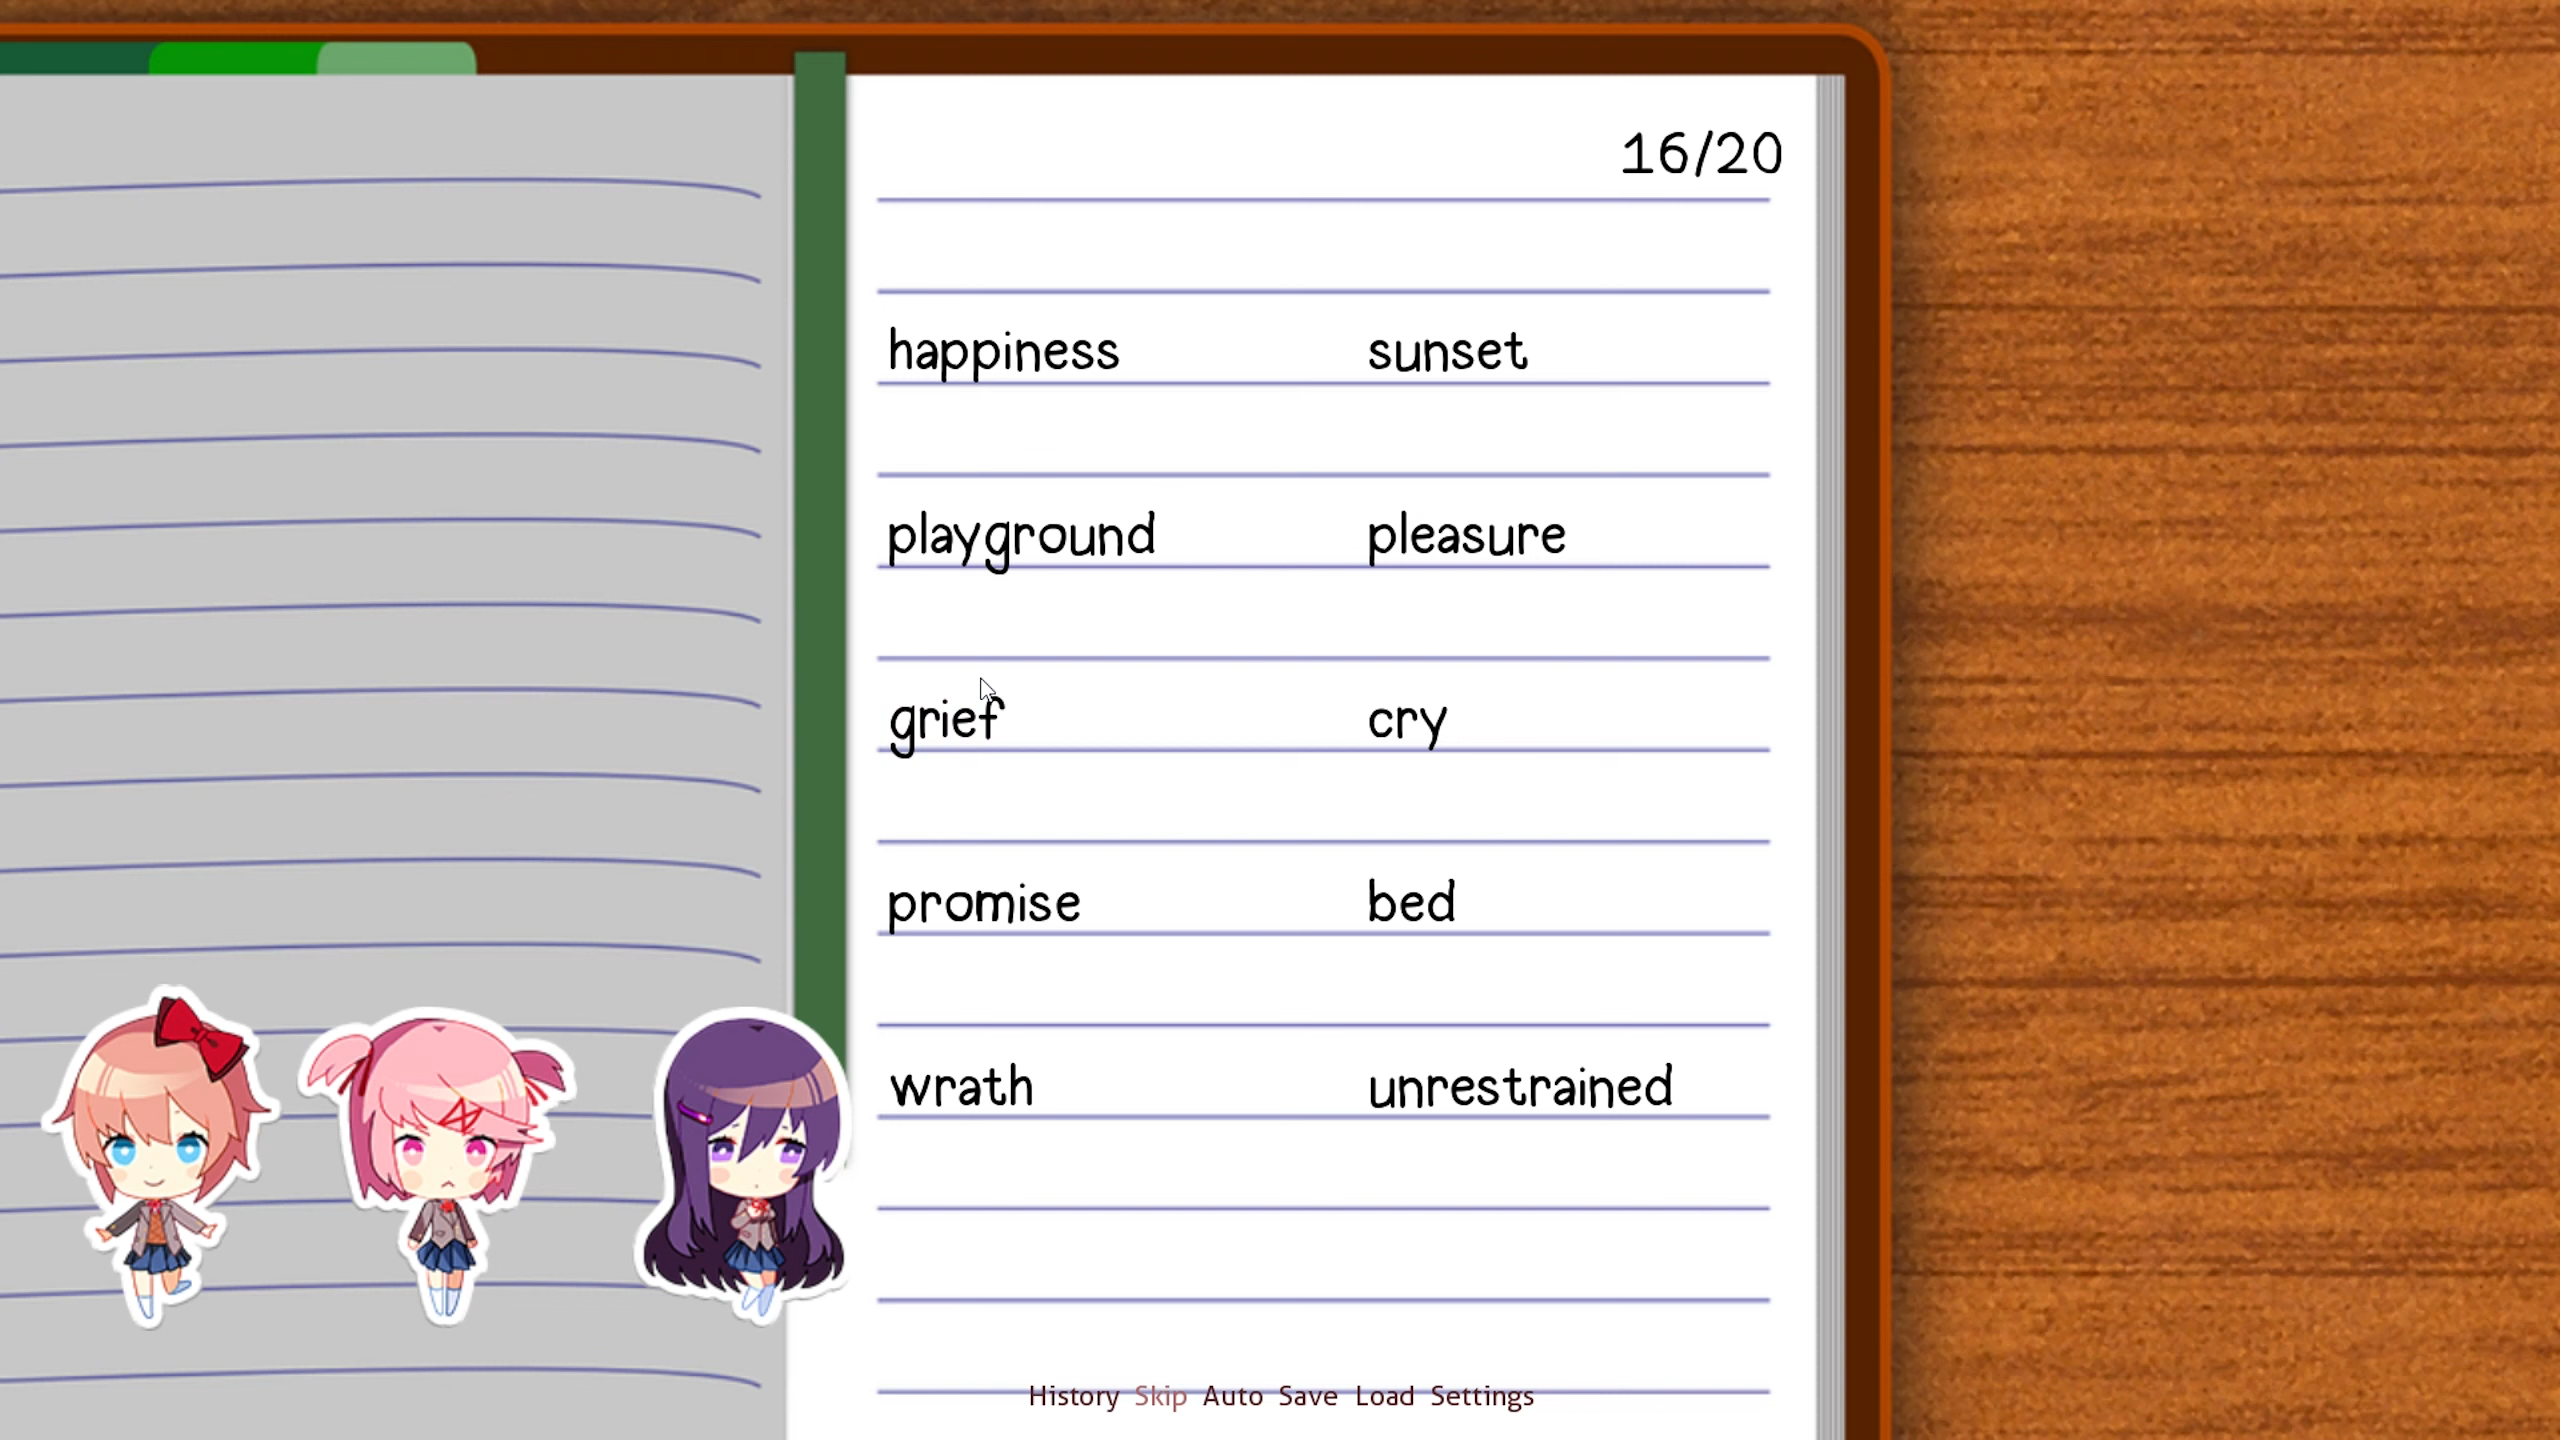 16/20
happiness sunset
playground pleasure
grief cry
promise bed
wrath unrestrained
History Skip Auto Save Load Settings